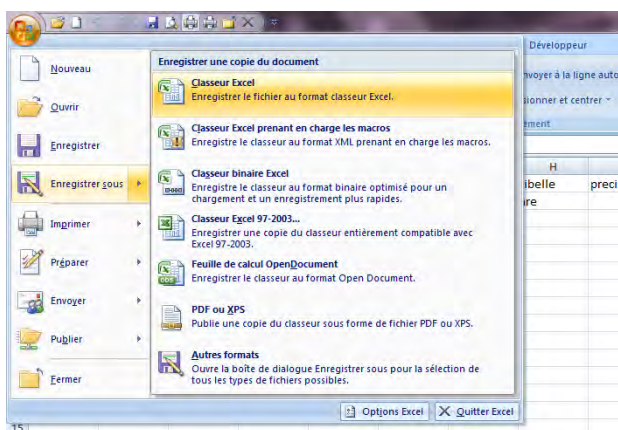 Développeur
Enregistrer une copie du document
Nouveau
Classeur Excel
Enregistrer le fichier au format classeur Excel.
Ouvrir
Classeur Excel prenant en charge les macros
Enregistre le classeur au format XML prenant en charge les macros.
Enregistrer
Classeur binaire Excel
Enregistre le classeur au format binaire optimisé pour un
chargement et un enregistrement plus rapides.
Enregistrer sous
Classeur Excel 97-2003...
Enregistrer une copie du classeur entièrement compatible avec
Excel 97-2003.
Imprimer
Feuille de calcul OpenDocument
Enregistrer le classeur au format Open Document.
Préparer
Envoyer
PDF ou XPS
Publie une copie du classeur sous forme de fichier PDF ou XPS.
Publier
Autres formats
Ouvre la boîte de dialogue Enregistrer sous pour la sélection de
tous les types de fichiers possibles.
Fermer
Options Excel
Quitter Excel
nvoyer à la ligne auto
ionner et centrer
ement
H
ibelle
preci
re
15